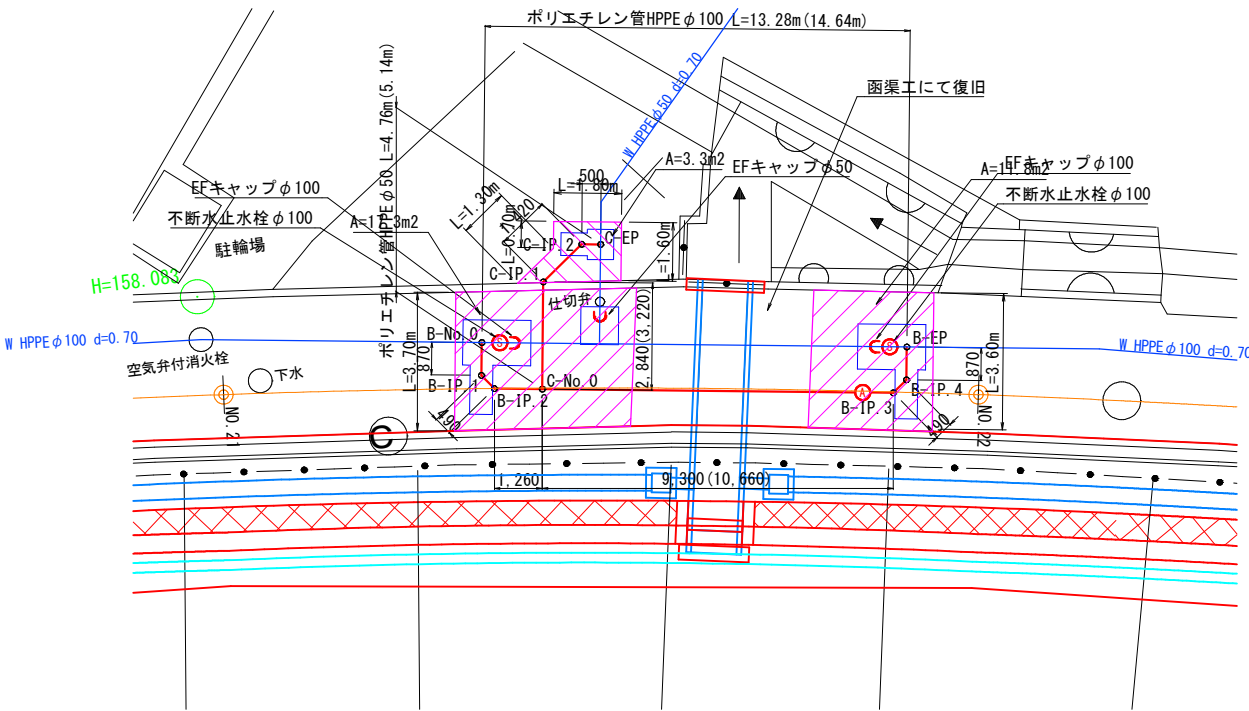 ポリエチレン管HPPEφ100 L=13.28m(14.64m)
ポリエチレン管HPPEφ50 L=4.76m(5.14m)
W HPPEφ50 d=0.70
函渠工にて復旧
EFキャップφ100
不断水止水栓φ100
駐輪場
H=158.083
A=3.3m2
EFキャップφ50
500
L=1.80m
L=1.30m
420
L=0.70m
L=1.60m
C-IP.2
C-EP
C-IP.1
EFキャップφ100
不断水止水栓φ100
仕切弁
W HPPEφ100 d=0.70
空気弁付消火栓
下水
NO.21
B-No.0
870
L=3.70m
B-IP.1
B-IP.2
490
C-No.0
2,840(3,220)
S
S
A
B-EP
870
L=3.60m
B-IP.4
B-IP.3
490
NO.22
W HPPEφ100 d=0.70
C
1,260
9,300(10,660)